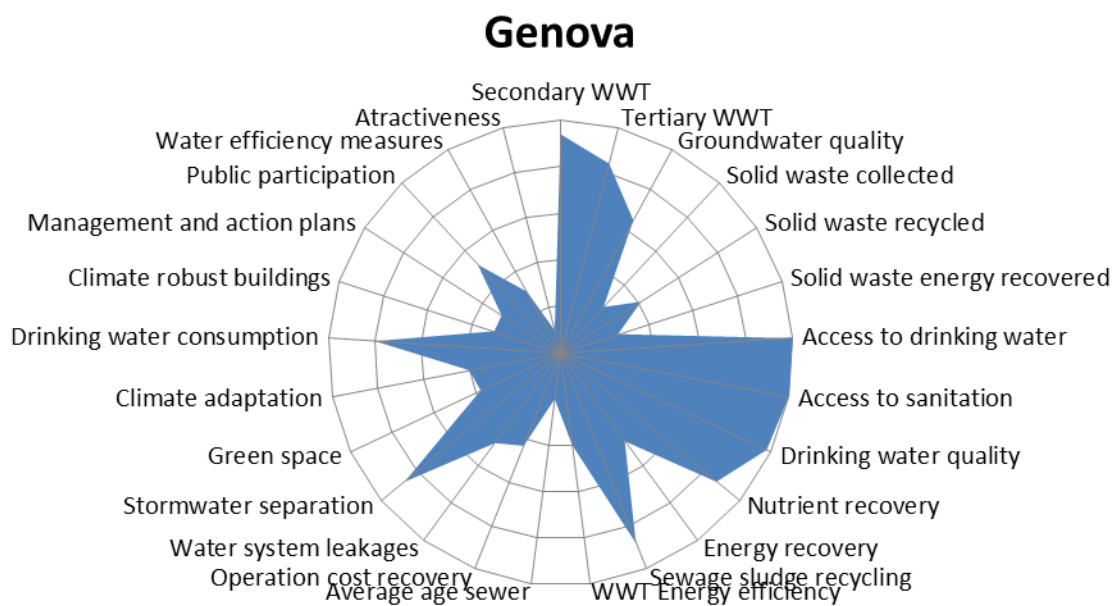 Genova
Secondary WWT
Tertiary WWT
Groundwater quality
Solid waste collected
Solid waste recycled
Solid waste energy recovered
Access to drinking water
Access to sanitation
Drinking water quality
Nutrient recovery
Energy recovery
Sewage sludge recycling
WWT Energy efficiency
Average age sewer
Operation cost recovery
Water system leakages
Stormwater separation
Green space
Climate adaptation
Drinking water consumption
Climate robust buildings
Management and action plans
Public participation
Water efficiency measures
Atractiveness